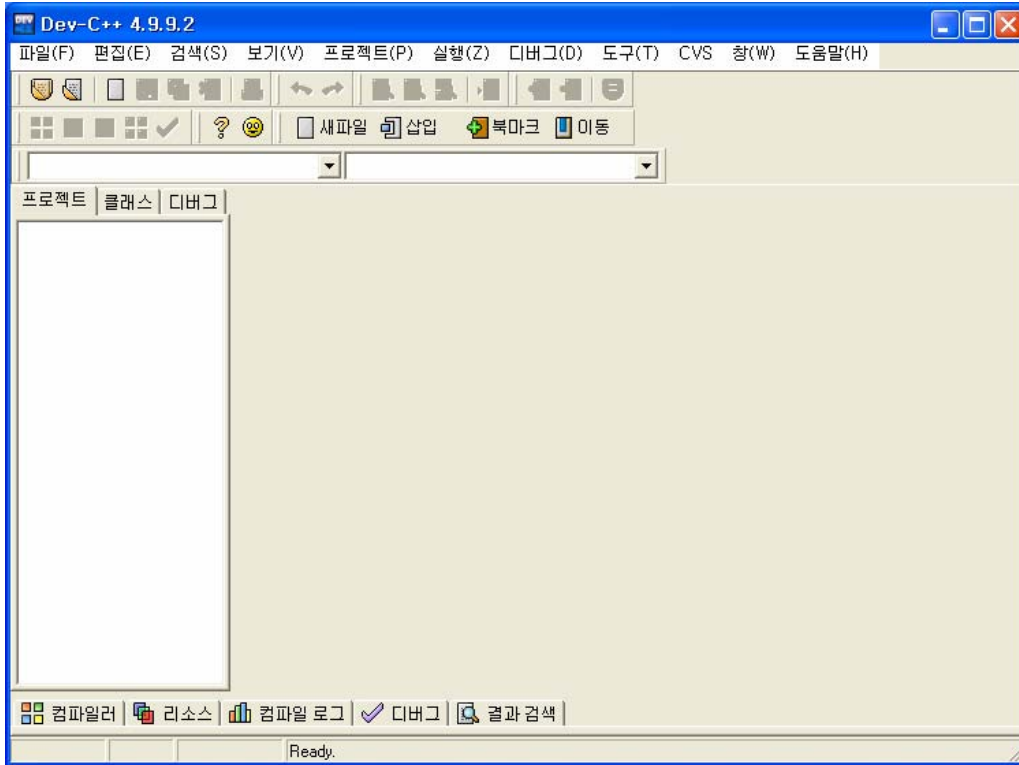 Dev-C++ 4.9.9.2
파일(F) 편집(E) 검색(S) 보기(V) 프로젝트(P) 실행(Z) 디버그(D) 도구(T) CVS 창(W) 도움말(H)
새파일 삽입 북마크 이동
프로젝트 클래스 디버그
컴파일러 리소스 컴파일 로그 디버그 결과 검색
Ready.